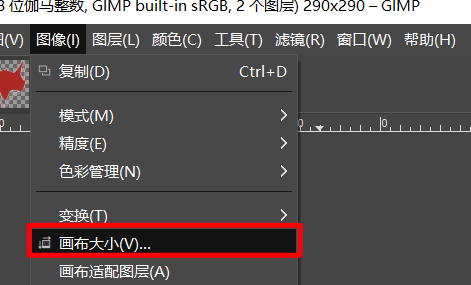 位伽马整数, GIMP built-in sRGB, 2 个图层) 290x290 – GIMP
(V) 图像(I) 图层(L) 颜色(C) 工具(T) 滤镜(R) 窗口(W) 帮助(H)
复制(D) Ctrl+D
模式(M)
精度(E)
色彩管理(N)
变换(T)
画布大小(V)...
画布适配图层(A)
0